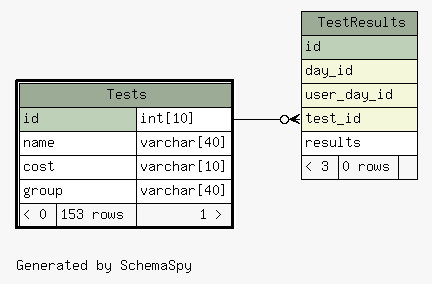 TestResults
id
day_id
user_day_id
test_id
results
< 3 0 rows
Tests
id int[10]
name varchar[40]
cost varchar[10]
group varchar[40]
< 0 153 rows 1 >
Generated by SchemaSpy